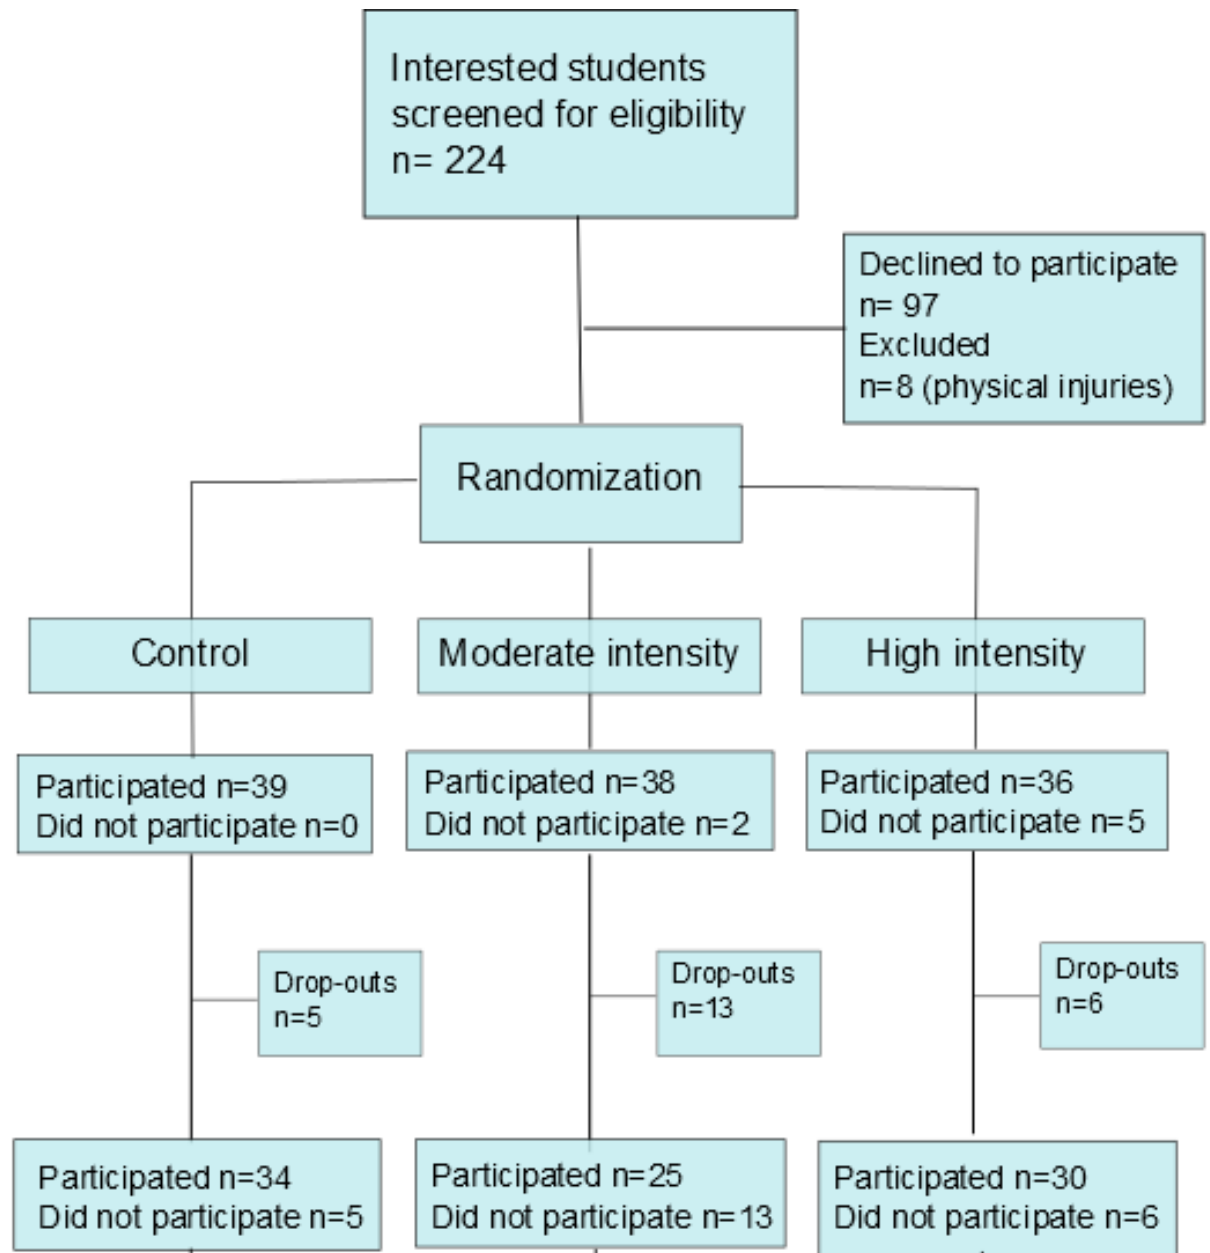 Interested students
screened for eligibility
n= 224
Declined to participate
n= 97
Excluded
n=8 (physical injuries)
Randomization
Control
Moderate intensity
High intensity
Participated n=39
Did not participate n=0
Participated n=38
Did not participate n=2
Participated n=36
Did not participate n=5
Drop-outs
n=5
Drop-outs
n=13
Drop-outs
n=6
Participated n=34
Did not participate n=5
Participated n=25
Did not participate n=13
Participated n=30
Did not participate n=6